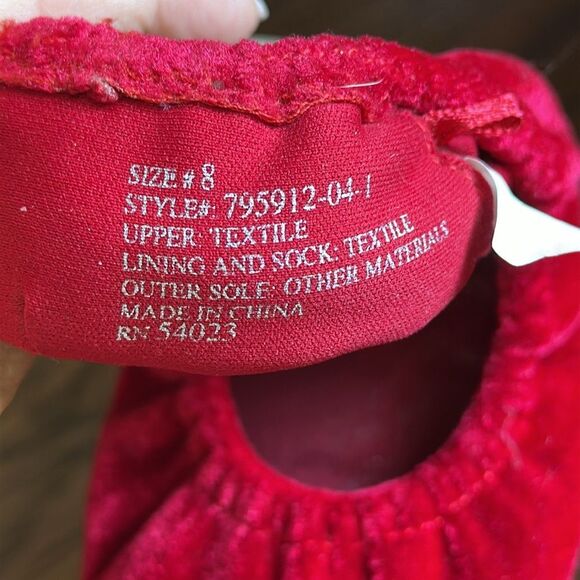 SIZE # 8
STYLE#: 795912-04-1
UPPER: TEXTILE
LINING AND SOCK: TEXTILE
OUTER SOLE: OTHER MATERIALS
MADE IN CHINA
RN 54023